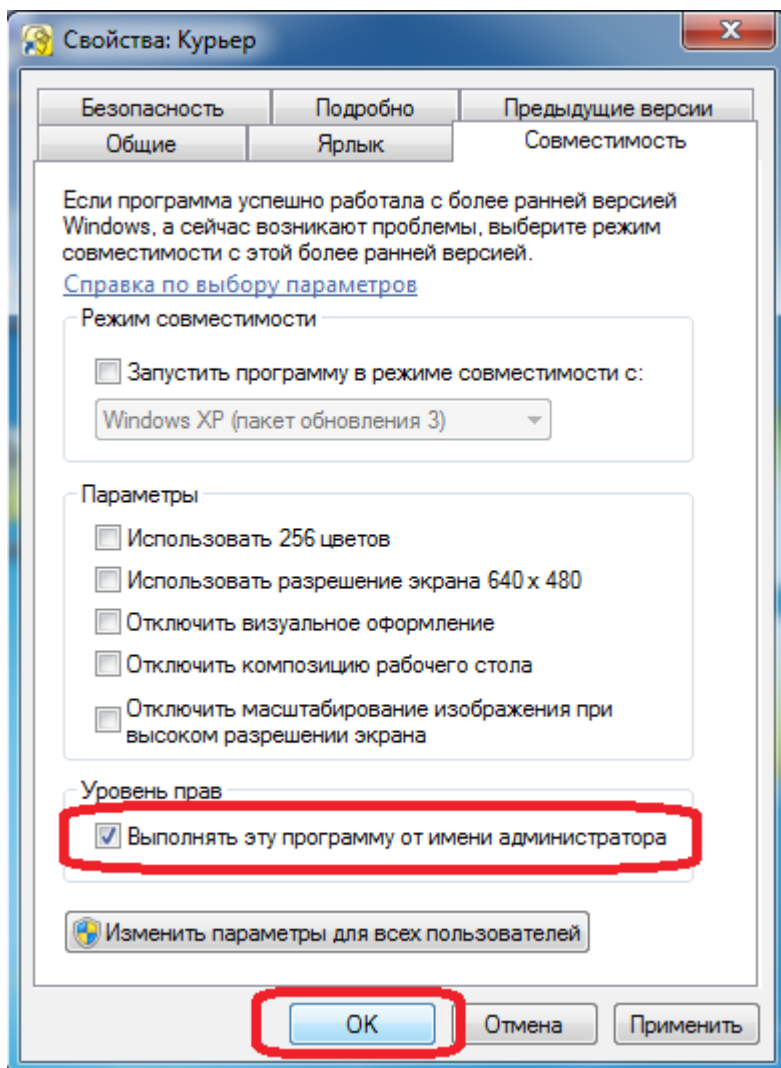 Свойства: Курьер
Безопасность Подробно Предыдущие версии
Общие Ярлык Совместимость
Если программа успешно работала с более ранней версией
Windows, а сейчас возникают проблемы, выберите режим
совместимости с этой более ранней версией.
Справка по выбору параметров
Режим совместимости
Запустить программу в режиме совместимости с:
Windows XP (пакет обновления 3)
Параметры
Использовать 256 цветов
Использовать разрешение экрана 640 x 480
Отключить визуальное оформление
Отключить композицию рабочего стола
Отключить масштабирование изображения при
высоком разрешении экрана
Уровень прав
Выполнять эту программу от имени администратора
Изменить параметры для всех пользователей
OK Отмена Применить